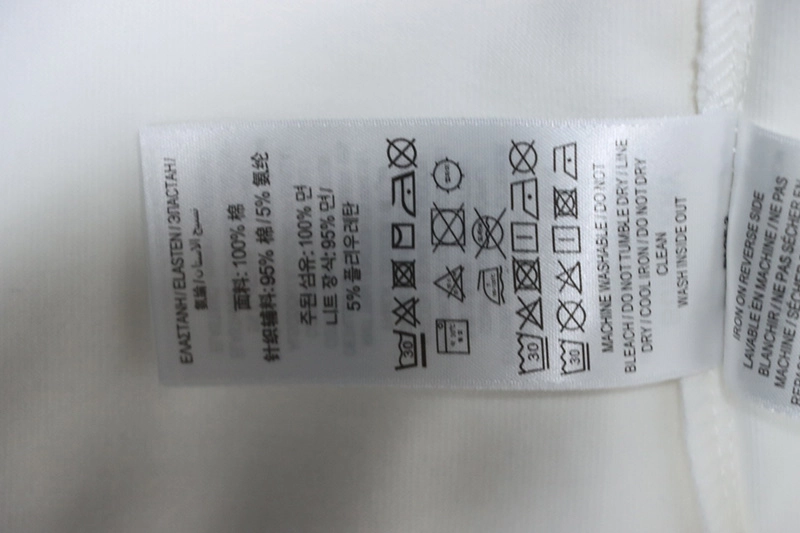 ΕΛΑΣΤΑΝΗ / ELASTEN / ЭЛАСТАН /
氨纶 /
面料: 100% 棉
针织辅料:95% 棉 /5% 氨纶
주된 섬유: 100% 면
니트 장식: 95% 면 /
5% 폴리우레탄
30
30
30
MACHINE WASHABLE / DO NOT
BLEACH / DO NOT TUMBLE DRY / LINE
DRY / COOL IRON / DO NOT DRY
CLEAN
WASH INSIDE OUT
IRON ON REVERSE SIDE
LAVABLE EN MACHINE / NE PAS
BLANCHIR / NE PAS SÉCHER EN
MACHINE /